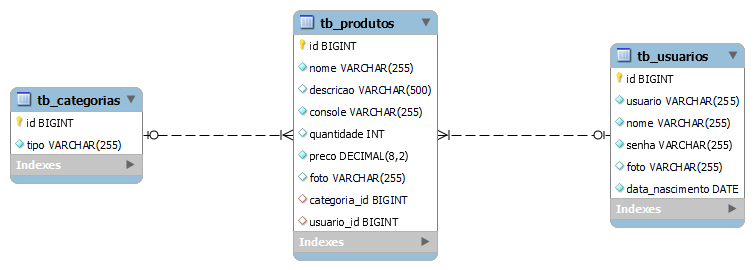 tb_categorias
id BIGINT
tipo VARCHAR(255)
Indexes
tb_produtos
id BIGINT
nome VARCHAR(255)
descricao VARCHAR(500)
console VARCHAR(255)
quantidade INT
preco DECIMAL(8,2)
foto VARCHAR(255)
categoria_id BIGINT
usuario_id BIGINT
Indexes
tb_usuarios
id BIGINT
usuario VARCHAR(255)
nome VARCHAR(255)
senha VARCHAR(255)
foto VARCHAR(255)
data_nascimento DATE
Indexes